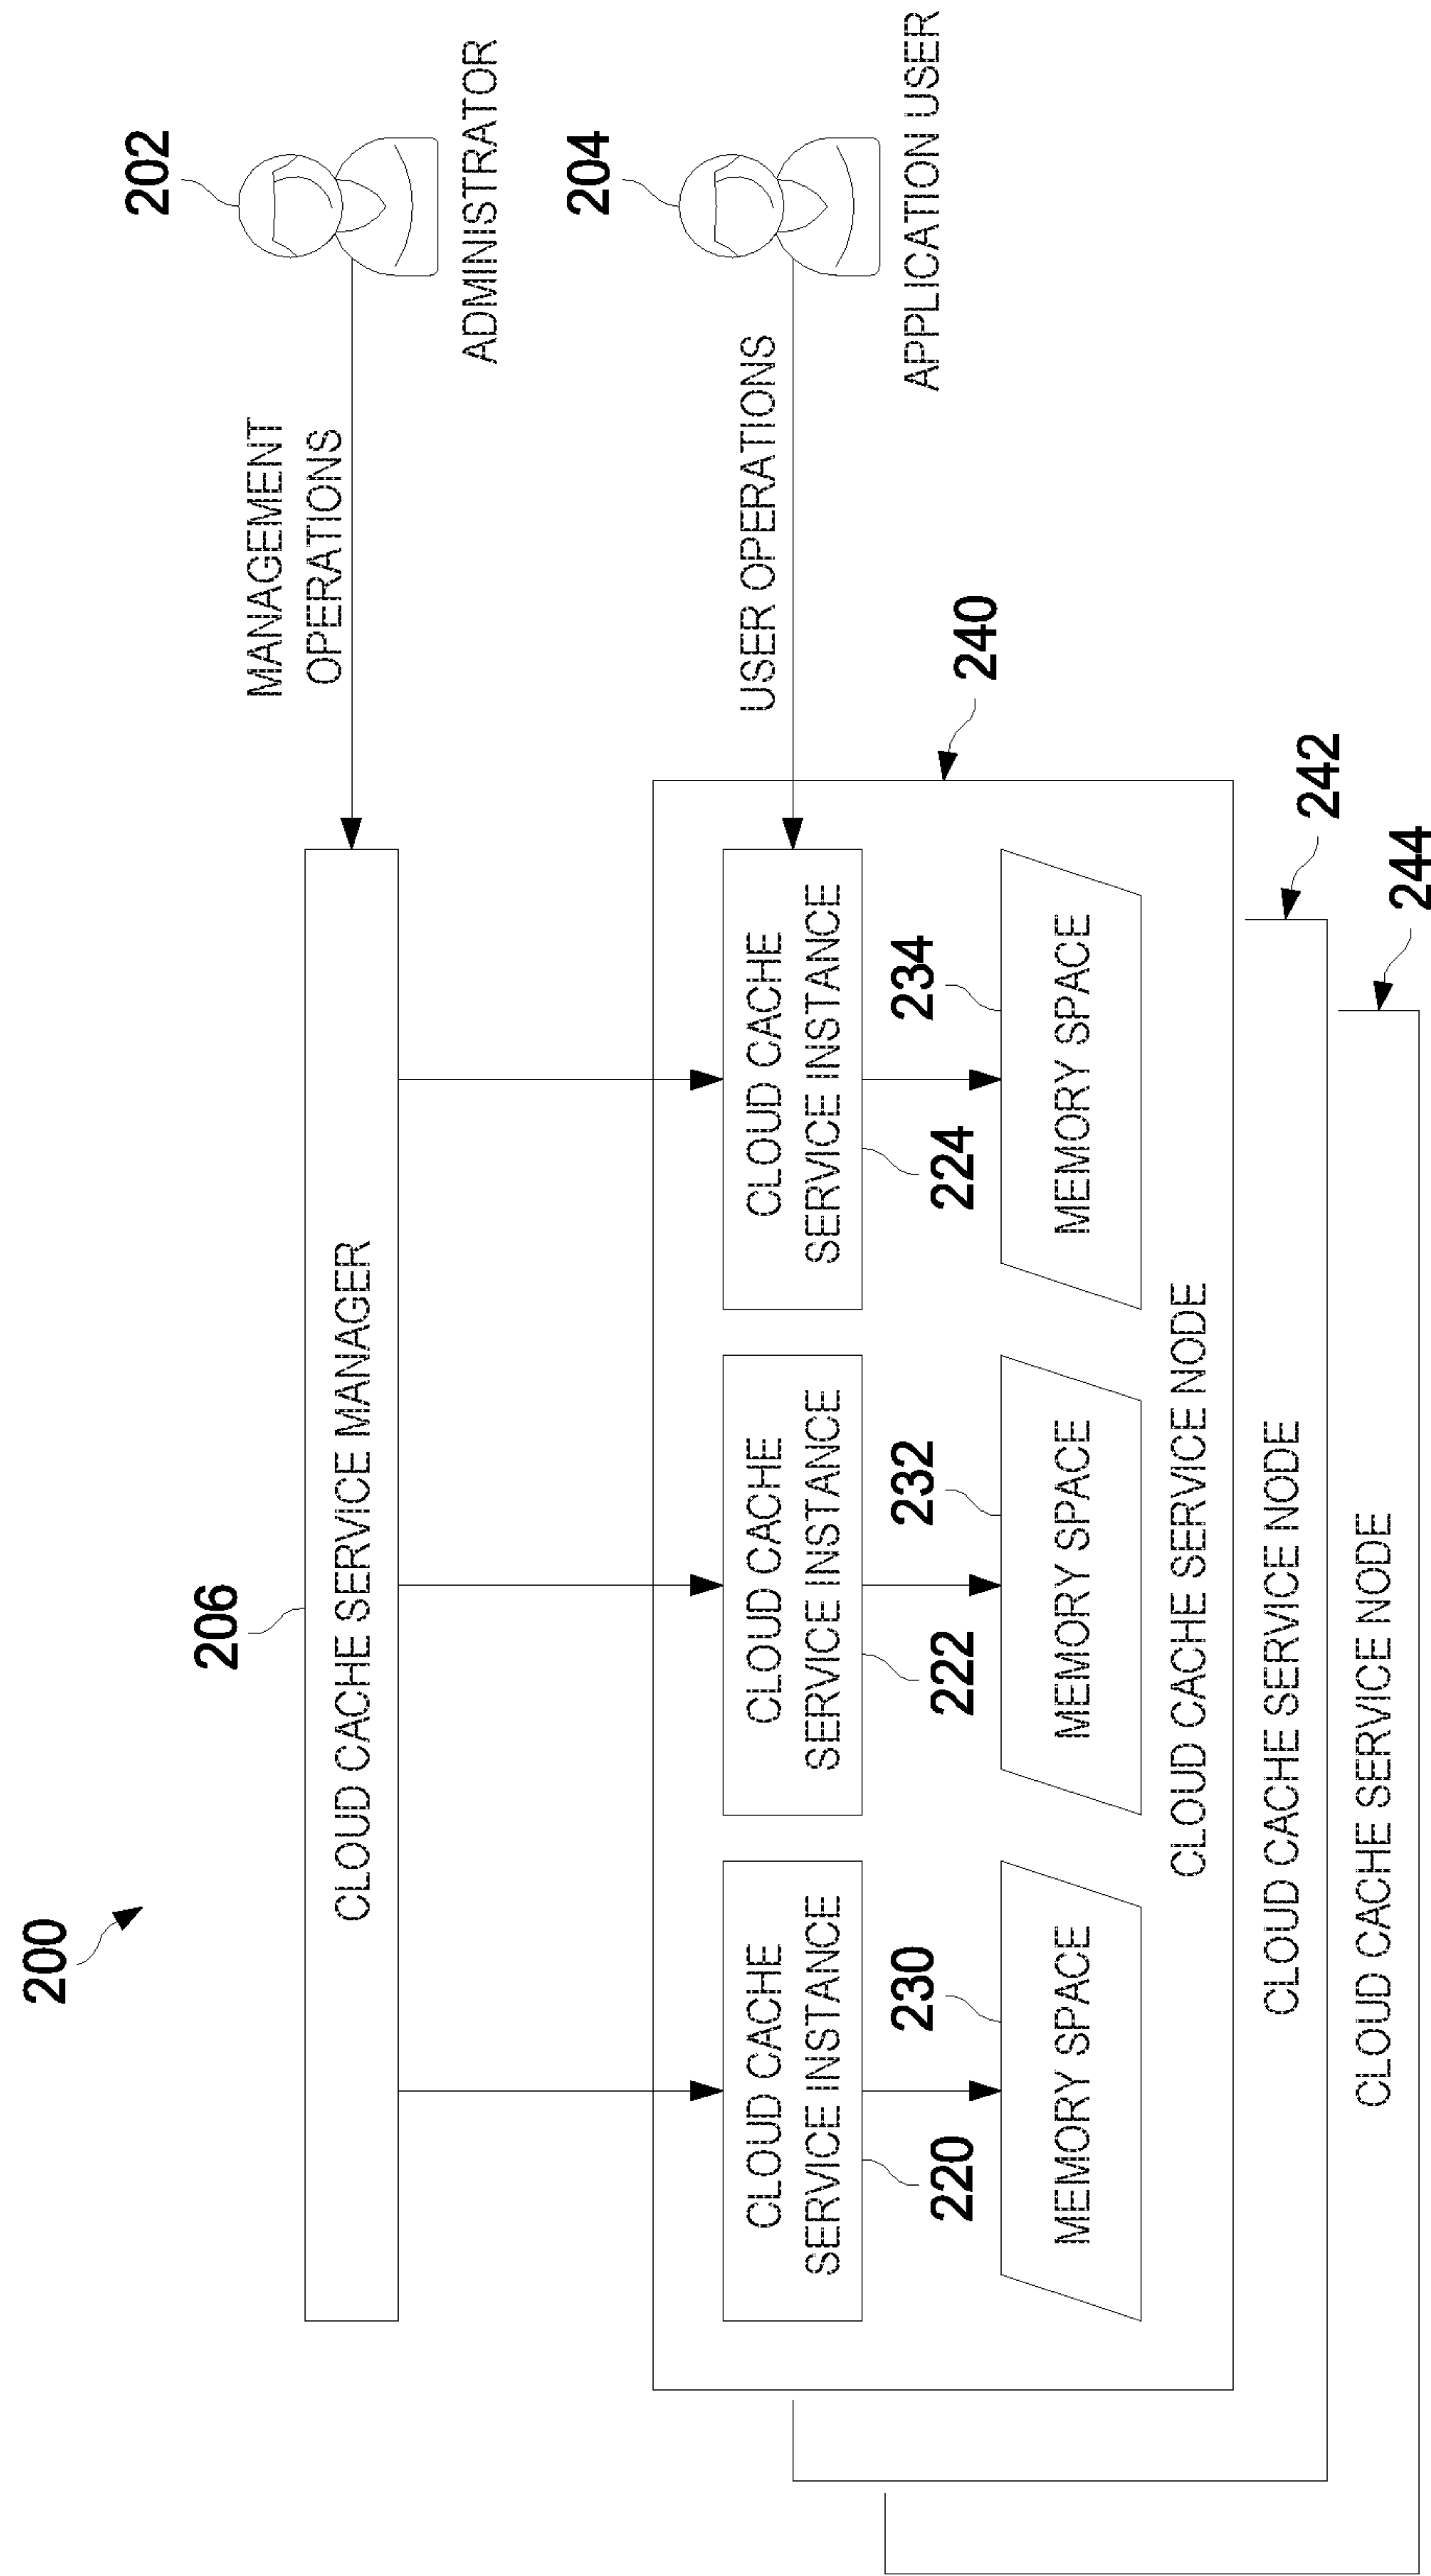 200
206
CLOUD CACHE SERVICE MANAGER
MANAGEMENT
OPERATIONS
202
ADMINISTRATOR
CLOUD CACHE
SERVICE INSTANCE
220
CLOUD CACHE
SERVICE INSTANCE
222
CLOUD CACHE
SERVICE INSTANCE
224
USER OPERATIONS
204
APPLICATION USER
230
MEMORY SPACE
232
MEMORY SPACE
234
MEMORY SPACE
240
CLOUD CACHE SERVICE NODE
242
CLOUD CACHE SERVICE NODE
244
CLOUD CACHE SERVICE NODE